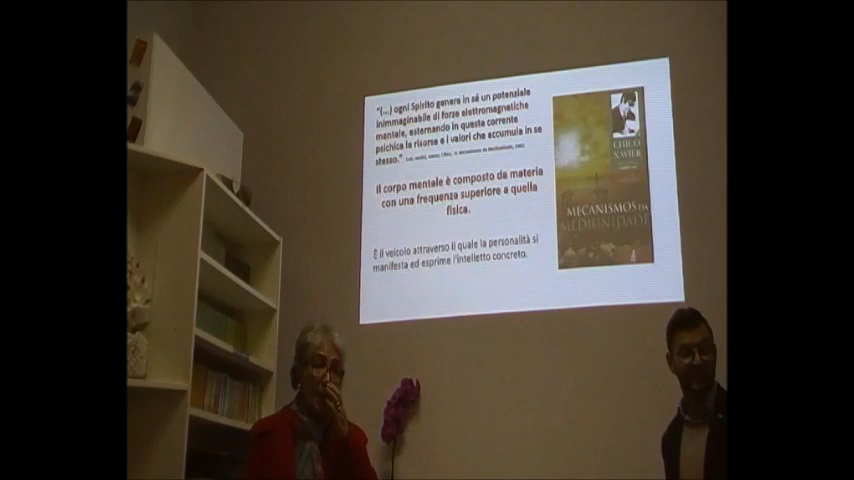 "(...) ogni Spirito genera in sé un potenziale
inimmaginabile di forze elettromagnetiche
mentale, esternando in questa corrente
psichica le risorse e i valori che accumula in se
stesso."
Il corpo mentale è composto da materia
con una frequenza superiore a quella
fisica.
È il veicolo attraverso il quale la personalità si
manifesta ed esprime l'intelletto concreto.
CHICO
XAVIER
MECANISMOS DA
MEDIUNIDADE